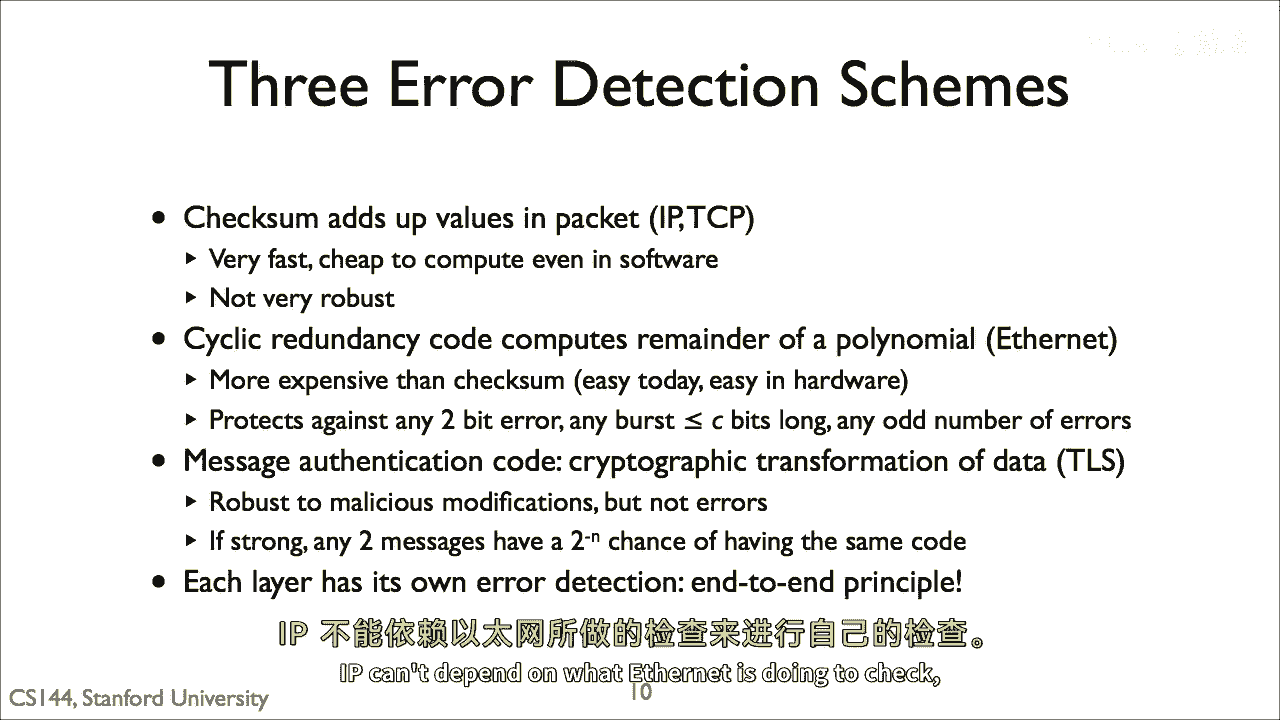 Three Error Detection Schemes
• Checksum adds up values in packet (IP, TCP)
▸ Very fast, cheap to compute even in software
▸ Not very robust
• Cyclic redundancy code computes remainder of a polynomial (Ethernet)
▸ More expensive than checksum (easy today, easy in hardware)
▸ Protects against any 2 bit error, any burst ≤ c bits long, any odd number of errors
• Message authentication code: cryptographic transformation of data (TLS)
▸ Robust to malicious modifications, but not errors
▸ If strong, any 2 messages have a 2⁻ⁿ chance of having the same code
• Each layer has its own error detection: end-to-end principle!
IP 不能依赖以太网所做的检查来进行自己的检查。
IP can't depend on what Ethernet is doing to check,
CS144, Stanford University
10